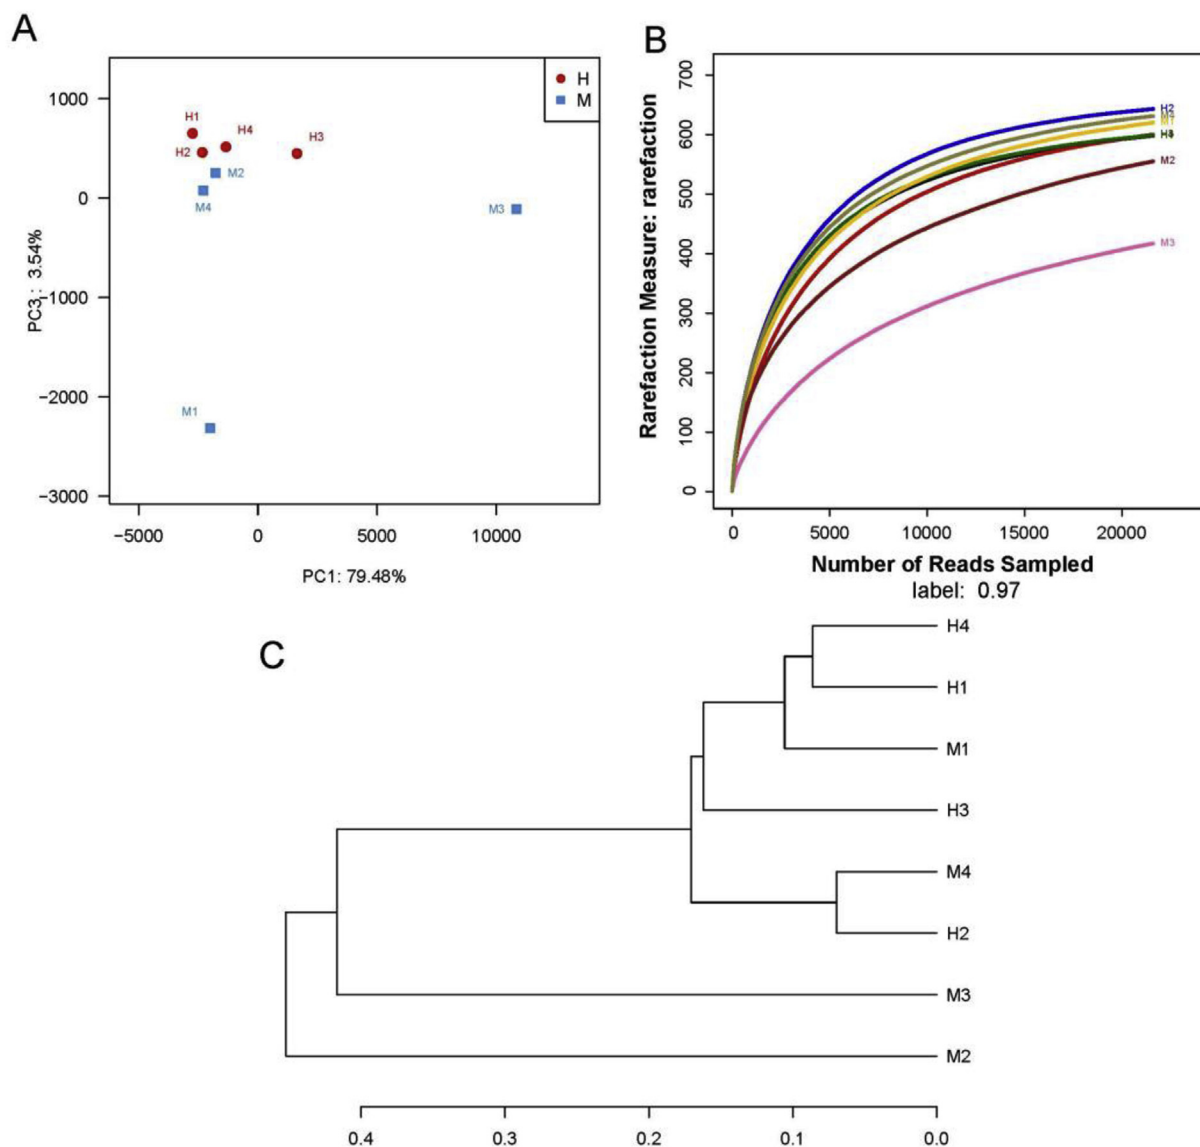 A
H
M
1000
0
−1000
−2000
−3000
PC3 : 3.54%
H1
H2
H4
H3
M2
M4
M3
M1
−5000
0
5000
10000
PC1: 79.48%
B
700
600
500
400
300
200
100
0
Rarefaction Measure: rarefaction
H2
M4
M1
M2
M3
0
5000
10000
15000
20000
Number of Reads Sampled
label: 0.97
C
H4
H1
M1
H3
M4
H2
M3
M2
0.4
0.3
0.2
0.1
0.0